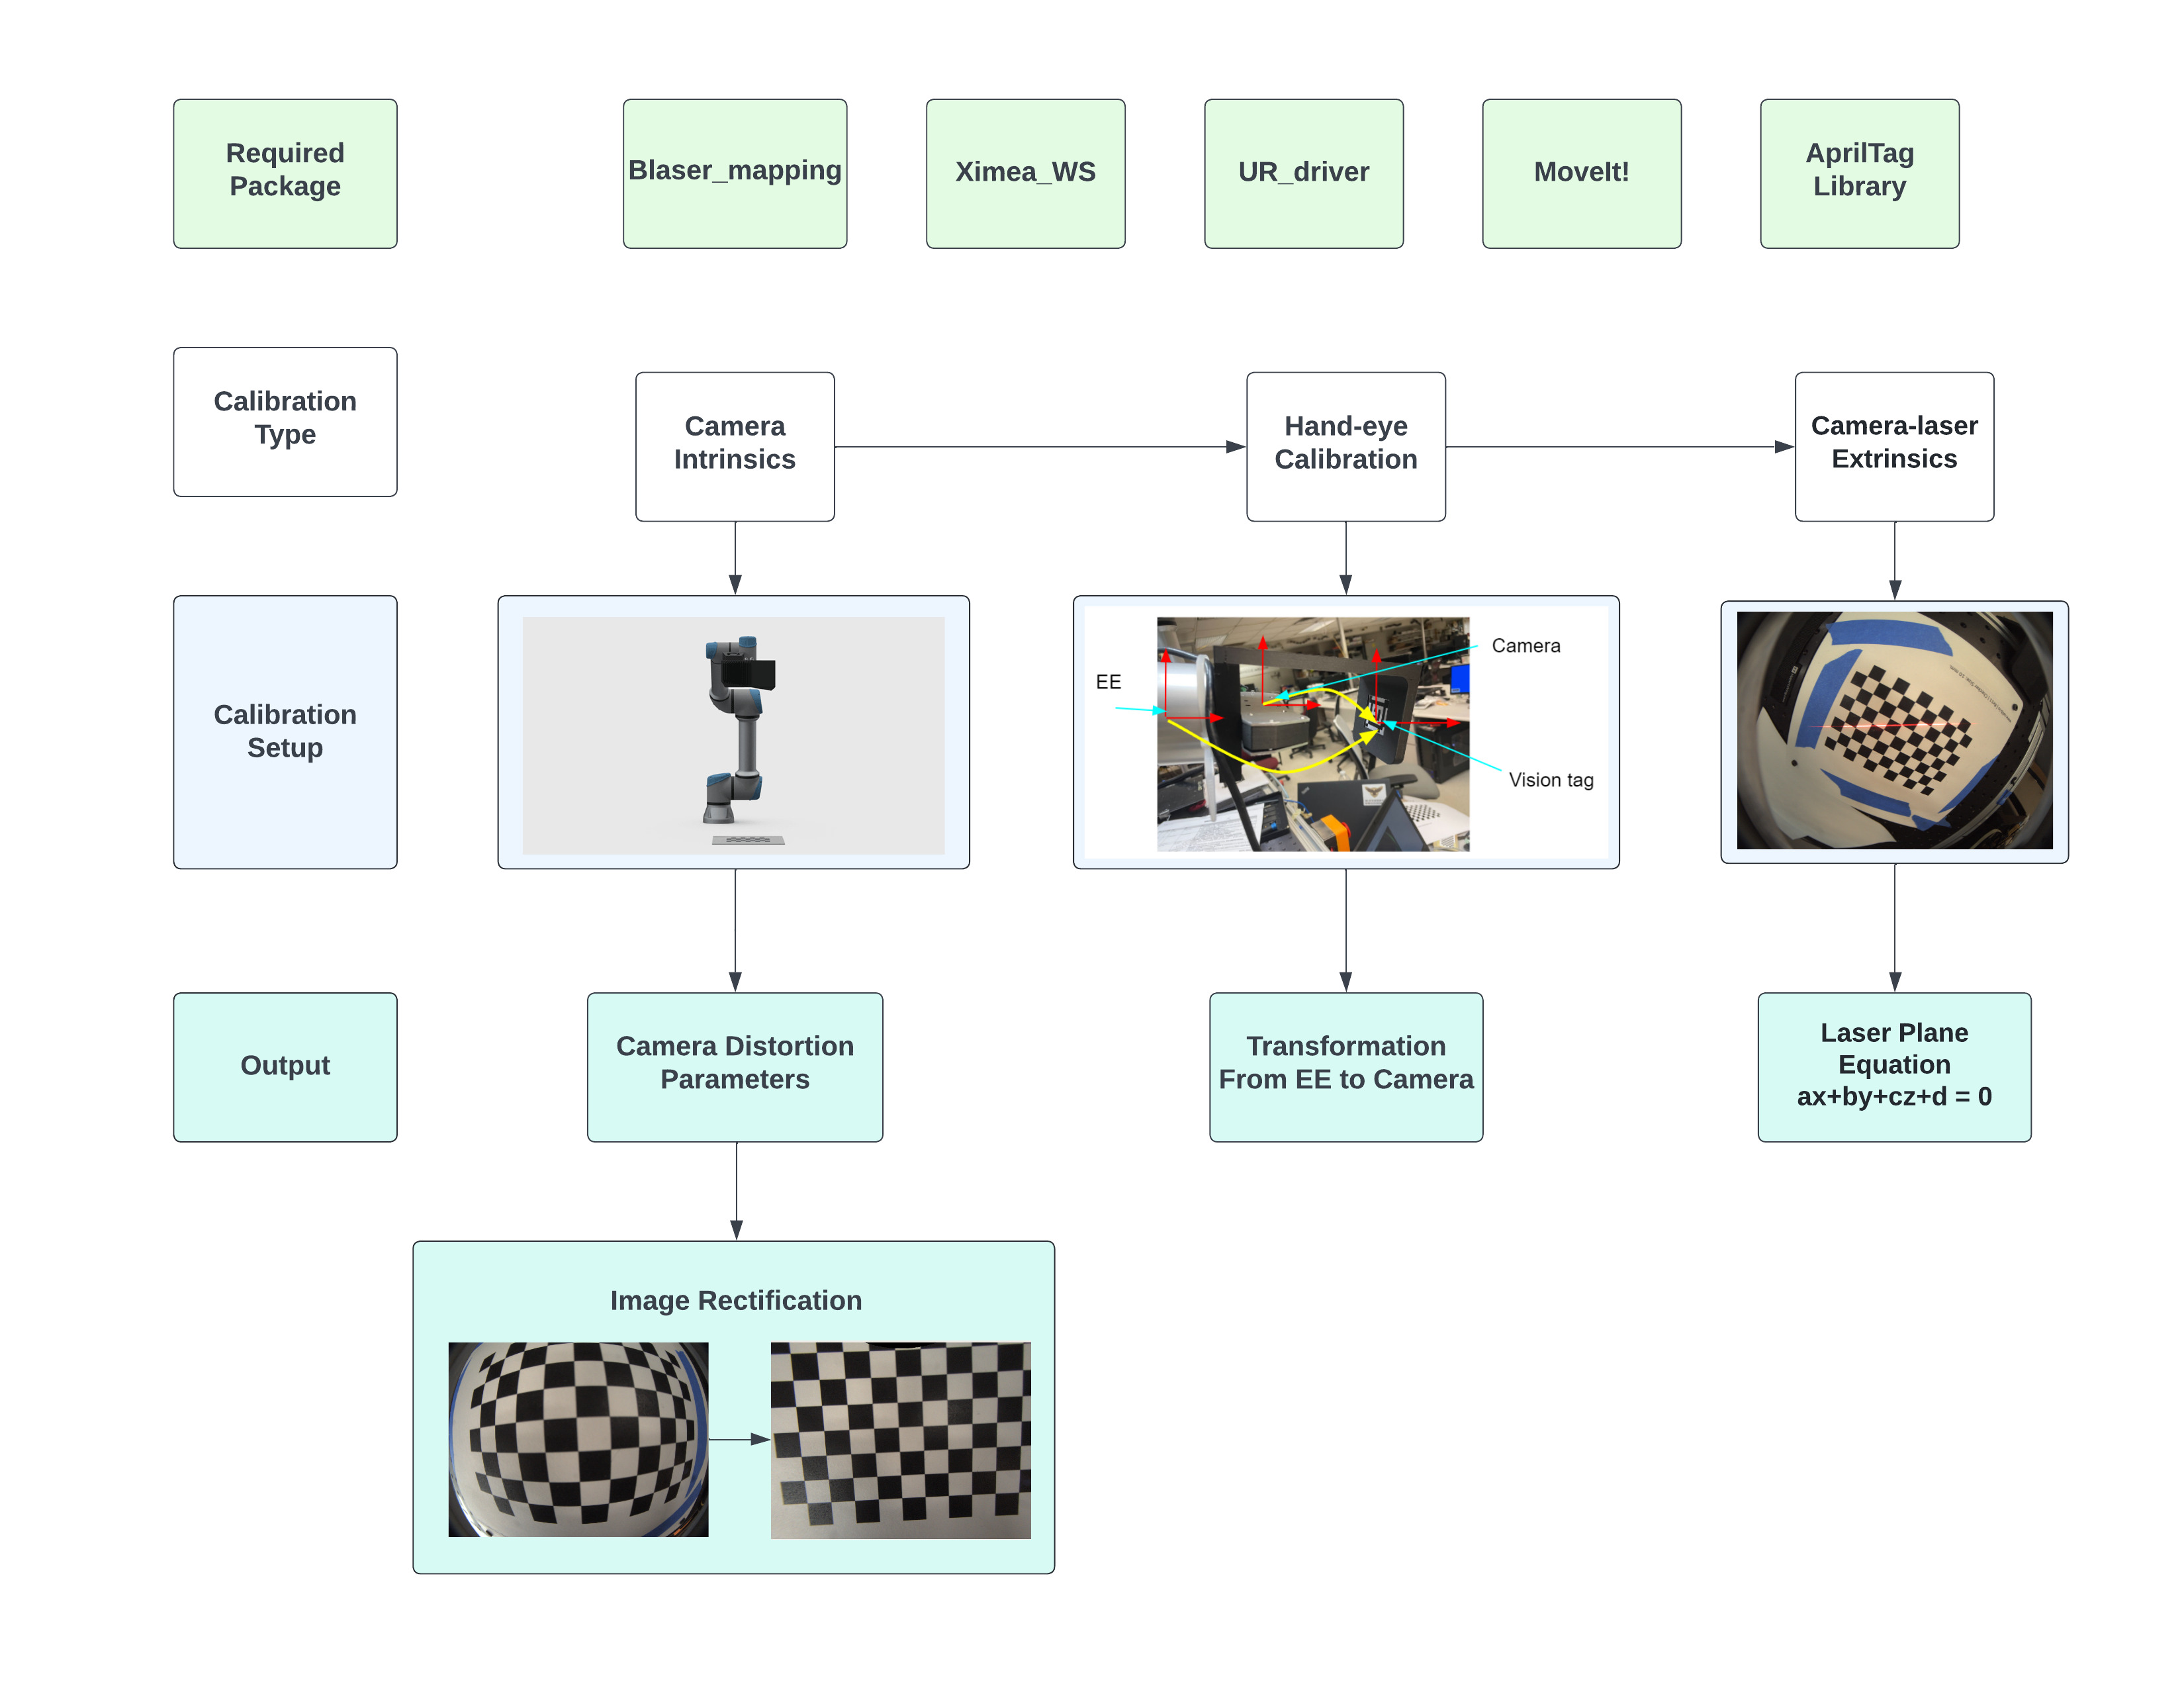 Required
Package
Blaser_mapping
Ximea_WS
UR_driver
MoveIt!
AprilTag
Library
Calibration
Type
Camera
Intrinsics
Hand-eye
Calibration
Camera-laser
Extrinsics
Calibration
Setup
EE
Camera
Vision tag
Output
Camera Distortion
Parameters
Transformation
From EE to Camera
Laser Plane
Equation
ax+by+cz+d = 0
Image Rectification